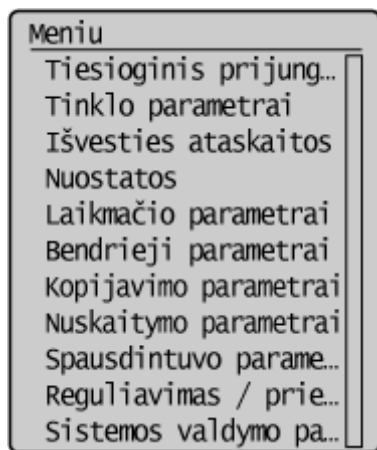 Meniu
Tiesioginis prijung...
Tinklo parametrai
Išvesties ataskaitos
Nuostatos
Laikmačio parametrai
Bendrieji parametrai
Kopijavimo parametrai
Nuskaitymo parametrai
Spausdintuvo parame...
Reguliavimas / prie...
Sistemos valdymo pa...